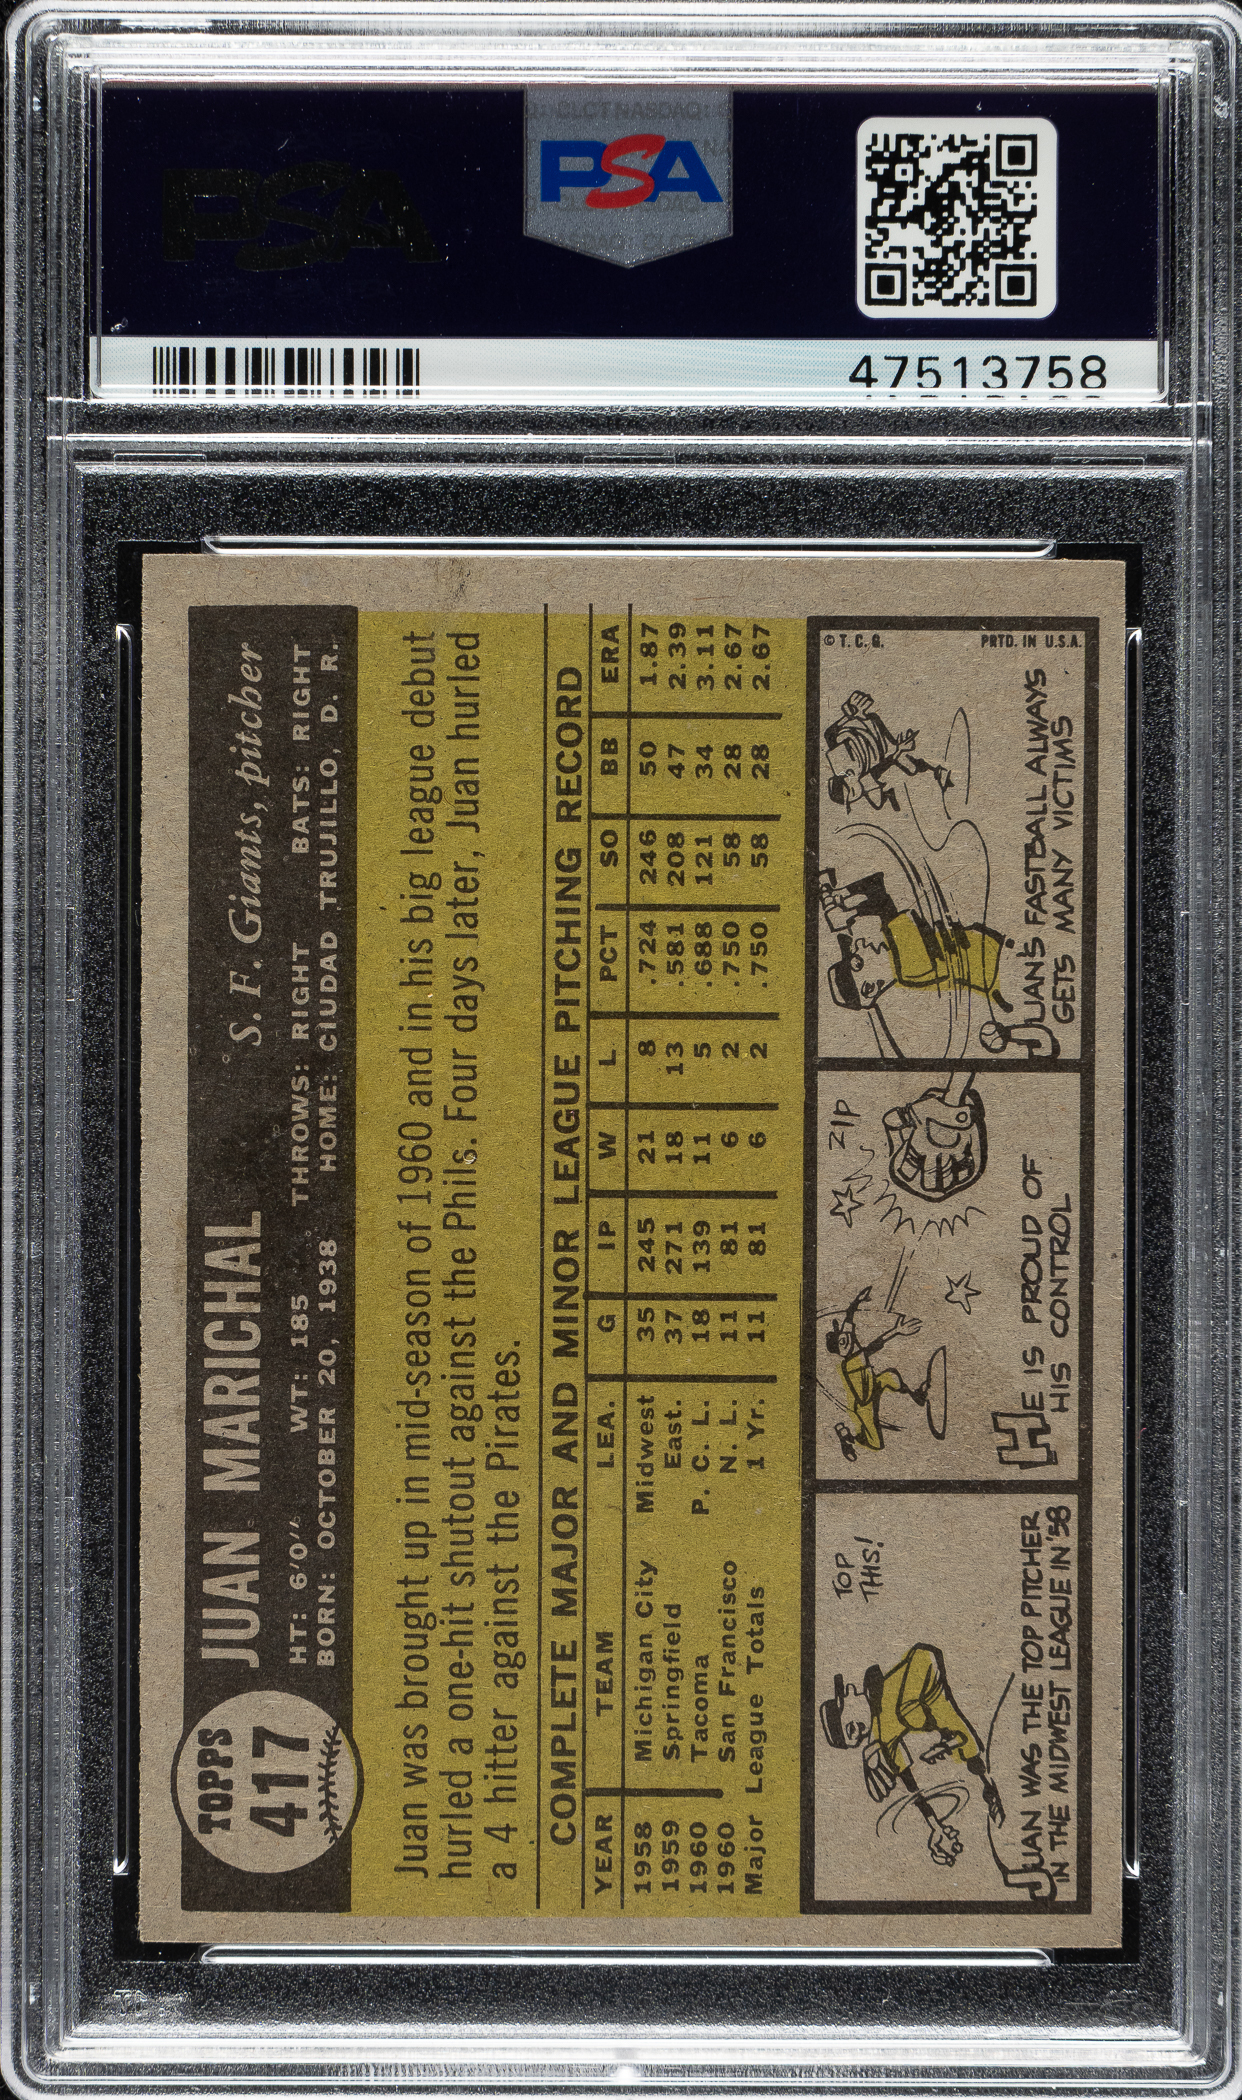 PSA
PSA
47513758
TOPPS
417
JUAN MARICHAL
S. F. Giants, pitcher
HT: 6'0" WT: 185 THROWS: RIGHT BATS: RIGHT
BORN: OCTOBER 20, 1938 HOME: CIUDAD TRUJILLO, D. R.
Juan was brought up in mid-season of 1960 and in his big league debut
hurled a one-hit shutout against the Phils. Four days later, Juan hurled
a 4 hitter against the Pirates.
COMPLETE MAJOR AND MINOR LEAGUE PITCHING RECORD
YEAR TEAM LEA. G IP W L PCT SO BB ERA
1958 Michigan City Midwest 35 245 21 8 .724 246 50 1.87
1959 Springfield East. 37 271 18 13 .581 208 47 2.39
1960 Tacoma P. C. L. 18 139 11 5 .688 121 34 3.11
1960 San Francisco N. L. 11 81 6 2 .750 58 28 2.67
Major League Totals 1 Yr. 11 81 6 2 .750 58 28 2.67
TOP
THIS!
JUAN WAS THE TOP PITCHER
IN THE MIDWEST LEAGUE IN '58
ZIP
HE IS PROUD OF
HIS CONTROL
© T. C. G.
PRTD. IN U.S.A.
JUAN'S FASTBALL ALWAYS
GETS MANY VICTIMS